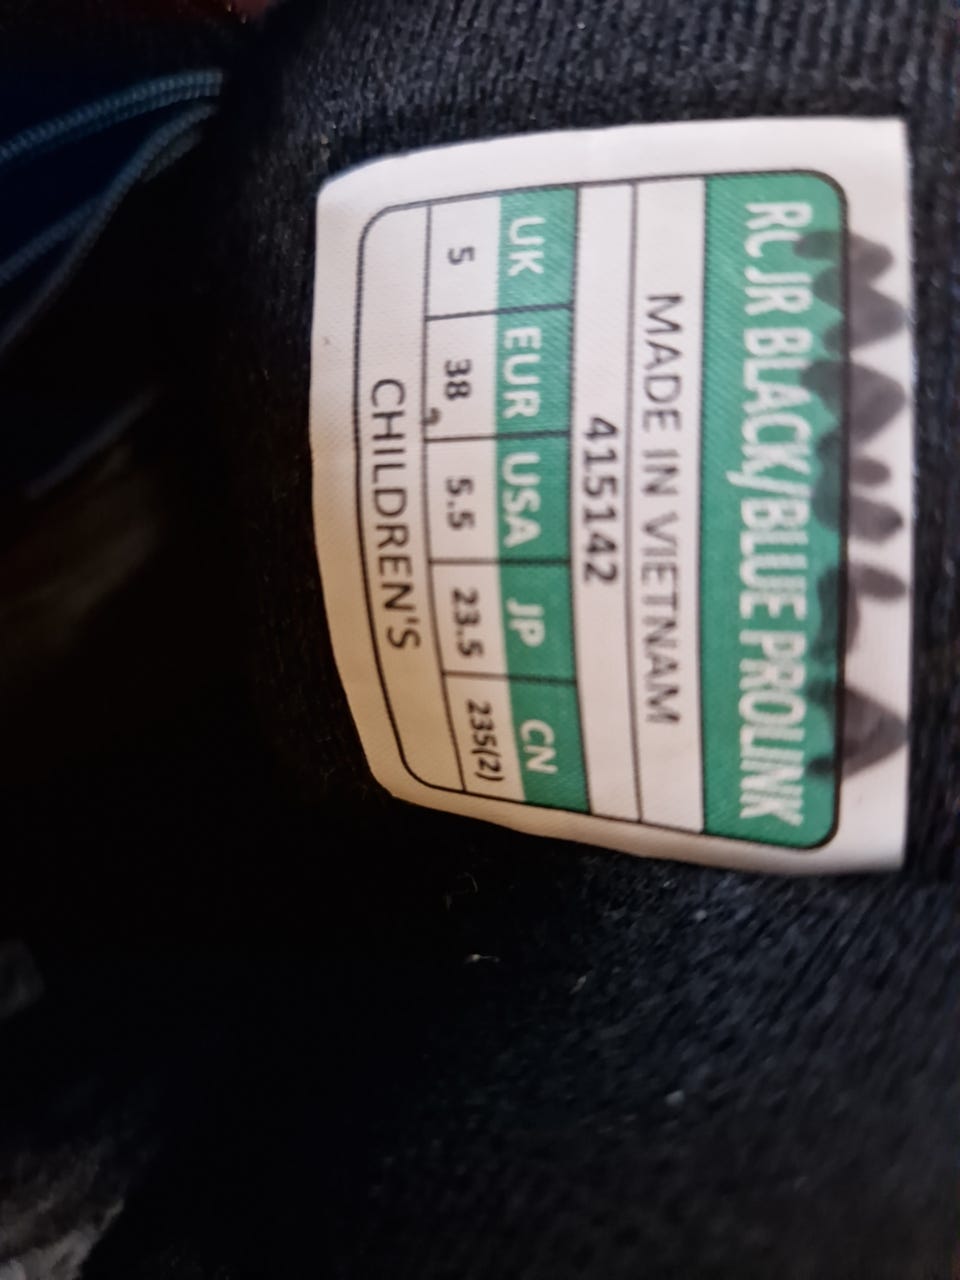 RC JR BLACK/BLUE PROLINK
MADE IN VIETNAM
415142
UK EUR USA JP CN
5 38 5.5 23.5 235(2)
CHILDREN'S